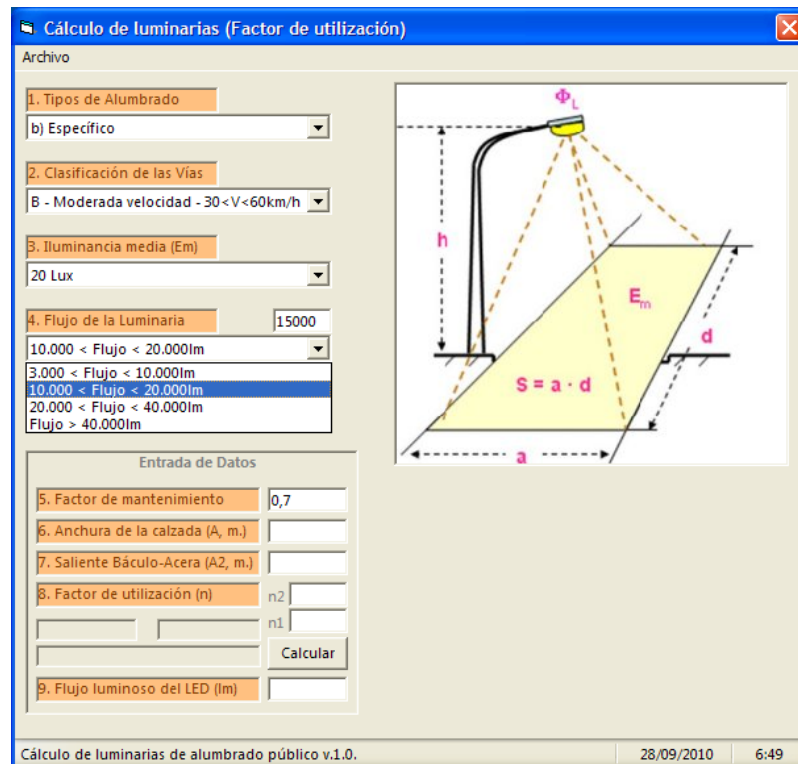 Cálculo de luminarias (Factor de utilización)
Archivo
1. Tipos de Alumbrado
b) Específico
2. Clasificación de las Vías
B - Moderada velocidad - 30<V<60km/h
3. Iluminancia media (Em)
20 Lux
4. Flujo de la Luminaria 15000
10.000 < Flujo < 20.000lm
3.000 < Flujo < 10.000lm
10.000 < Flujo < 20.000lm
20.000 < Flujo < 40.000lm
Flujo > 40.000lm
Entrada de Datos
5. Factor de mantenimiento 0,7
6. Anchura de la calzada (A, m.)
7. Saliente Báculo-Acera (A2, m.)
8. Factor de utilización (n) n2
n1
Calcular
9. Flujo luminoso del LED (lm)
ΦL
h
Em
d
S = a · d
a
Cálculo de luminarias de alumbrado público v.1.0. 28/09/2010 6:49